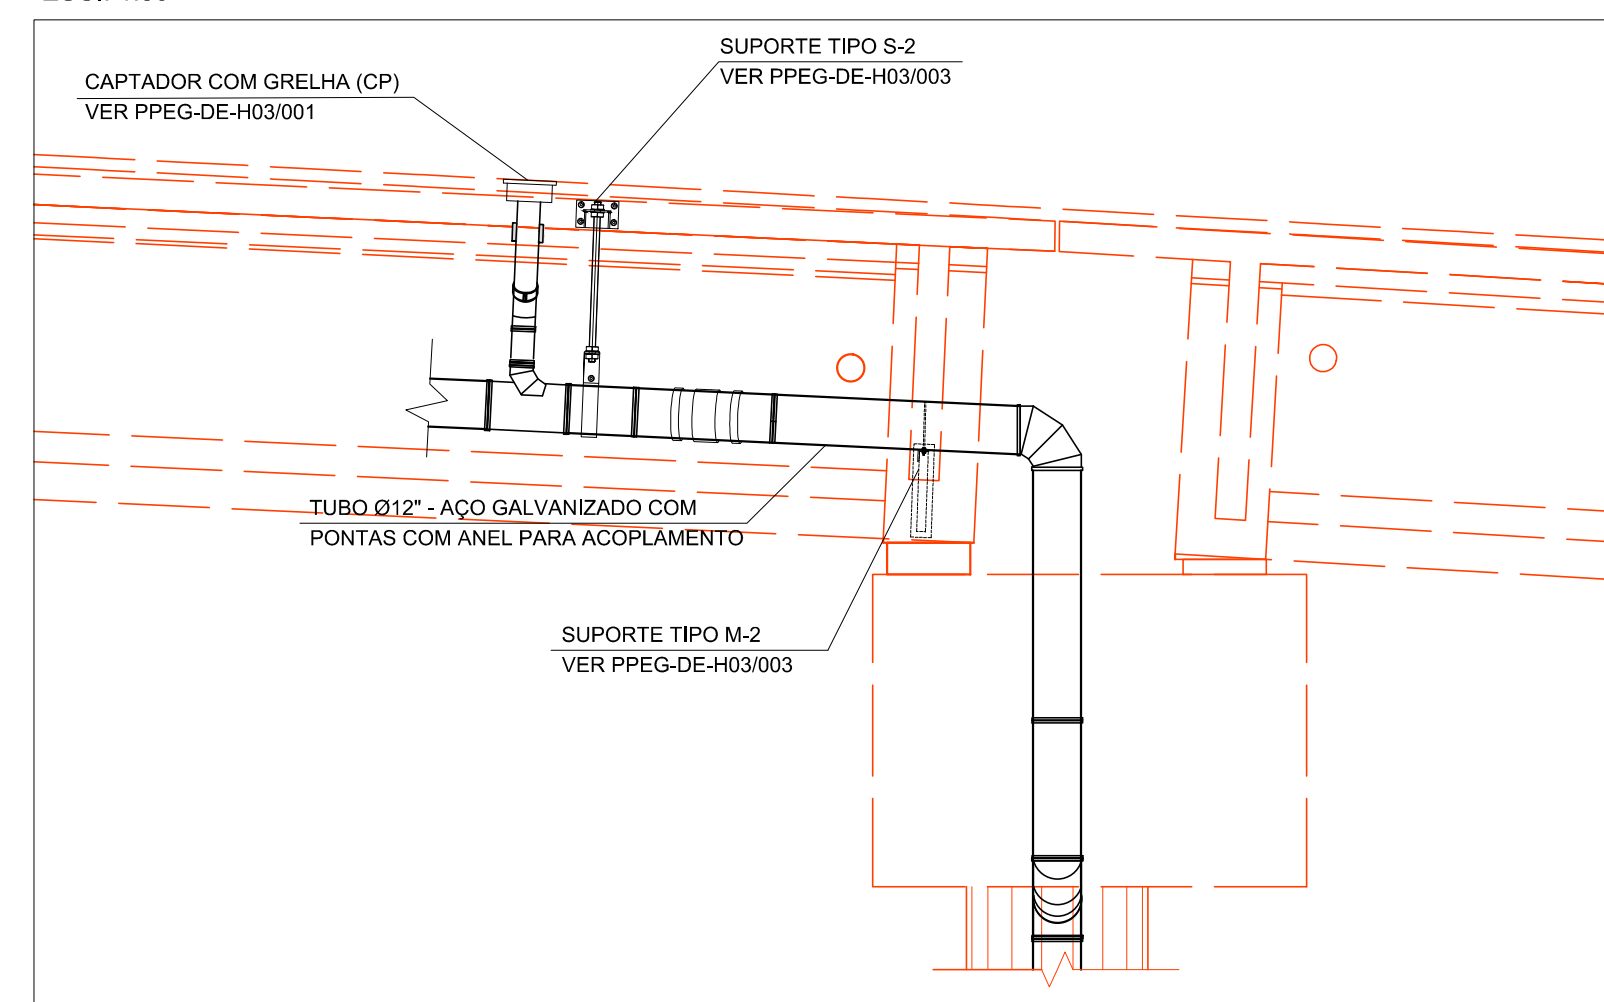 SUPORTE TIPO S-2
VER PPEG-DE-H03/003
CAPTADOR COM GRELHA (CP)
VER PPEG-DE-H03/001
TUBO Ø12" - AÇO GALVANIZADO COM
PONTAS COM ANEL PARA ACOPLAMENTO
SUPORTE TIPO M-2
VER PPEG-DE-H03/003